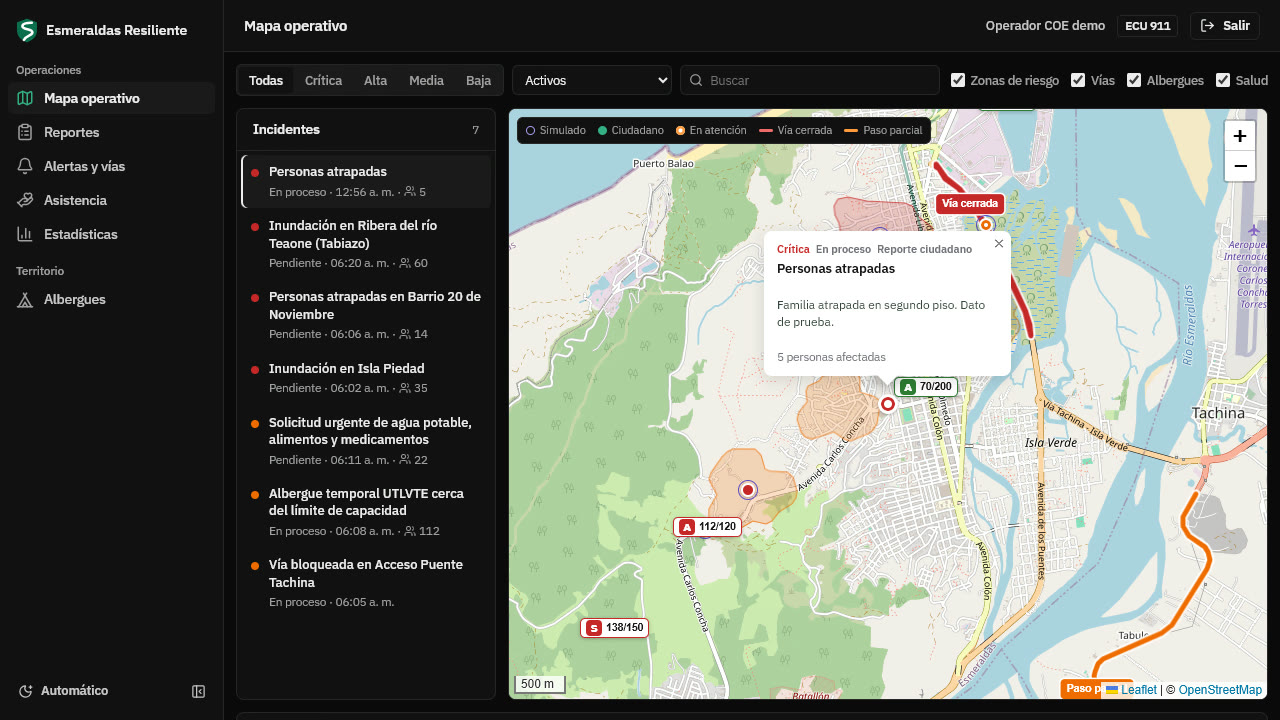 Esmeraldas Resiliente
Operaciones
Mapa operativo
Reportes
Alertas y vías
Asistencia
Estadísticas
Territorio
Albergues
Automático
Mapa operativo
Operador COE demo
ECU 911
Salir
Todas
Crítica
Alta
Media
Baja
Activos
Buscar
Zonas de riesgo
Vías
Albergues
Salud
Incidentes
7
Personas atrapadas
En proceso · 12:56 a. m. · 5
Inundación en Ribera del río
Teaone (Tabiazo)
Pendiente · 06:20 a. m. · 60
Personas atrapadas en Barrio 20 de
Noviembre
Pendiente · 06:06 a. m. · 14
Inundación en Isla Piedad
Pendiente · 06:02 a. m. · 35
Solicitud urgente de agua potable,
alimentos y medicamentos
Pendiente · 06:11 a. m. · 22
Albergue temporal UTLVTE cerca
del límite de capacidad
En proceso · 06:08 a. m. · 112
Vía bloqueada en Acceso Puente
Tachina
En proceso · 06:05 a. m.
Simulado
Ciudadano
En atención
Vía cerrada
Paso parcial
+
−
Puerto Balao
Vía cerrada
Crítica En proceso Reporte ciudadano
Personas atrapadas
Familia atrapada en segundo piso. Dato
de prueba.
5 personas afectadas
A 70/200
Río Esmeraldas
Tachina
Vía Tachina - Isla Verde
Isla Verde
Avenida Colón
Avenida Carlos Concha
A 112/120
Avenida de los Puentes
Avenida Colón
Avenida Carlos Concha
S 138/150
Esmeraldas
Batallón
500 m
Leaflet | © OpenStreetMap